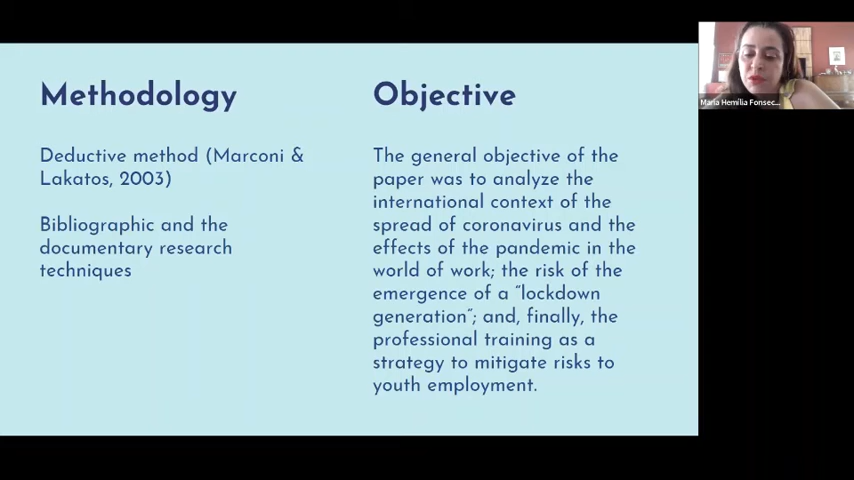 Methodology
Deductive method (Marconi &
Lakatos, 2003)
Bibliographic and the
documentary research
techniques
Objective
The general objective of the
paper was to analyze the
international context of the
spread of coronavirus and the
effects of the pandemic in the
world of work; the risk of the
emergence of a “lockdown
generation”; and, finally, the
professional training as a
strategy to mitigate risks to
youth employment.
Maria Hemília Fonsec...